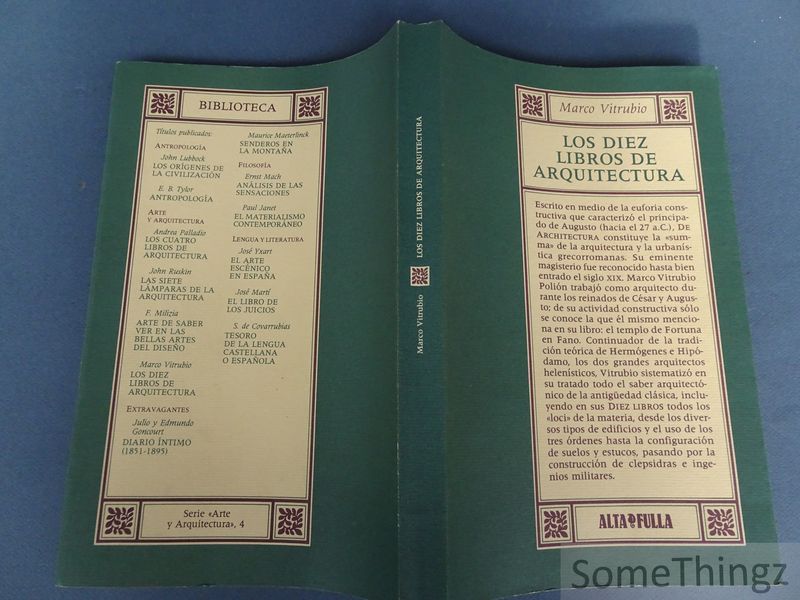 BIBLIOTECA
Títulos publicados:
ANTROPOLOGÍA
John Lubbock
LOS ORÍGENES DE
LA CIVILIZACIÓN
E. B. Tylor
ANTROPOLOGÍA
ARTE
Y ARQUITECTURA
Andrea Palladio
LOS CUATRO
LIBROS DE
ARQUITECTURA
John Ruskin
LAS SIETE
LÁMPARAS DE LA
ARQUITECTURA
F. Milizia
ARTE DE SABER
VER EN LAS
BELLAS ARTES
DEL DISEÑO
Marco Vitrubio
LOS DIEZ
LIBROS DE
ARQUITECTURA
EXTRAVAGANTES
Julio y Edmundo
Goncourt
DIARIO ÍNTIMO
(1851-1895)
Maurice Maeterlinck
SENDEROS EN
LA MONTAÑA
FILOSOFÍA
Ernst Mach
ANÁLISIS DE LAS
SENSACIONES
Paul Janet
EL MATERIALISMO
CONTEMPORÁNEO
LENGUA Y LITERATURA
José Yxart
EL ARTE
ESCÉNICO
EN ESPAÑA
José Martí
EL LIBRO DE
LOS JUICIOS
S. de Covarrubias
TESORO
DE LA LENGUA
CASTELLANA
O ESPAÑOLA
Serie «Arte
y Arquitectura», 4
Marco Vitrubio LOS DIEZ LIBROS DE ARQUITECTURA
Marco Vitrubio
LOS DIEZ
LIBROS DE
ARQUITECTURA
Escrito en medio de la euforia cons-
tructiva que caracterizó el principa-
do de Augusto (hacia el 27 a.C.), DE
ARCHITECTURA constituye la «sum-
ma» de la arquitectura y la urbanís-
tica grecorromanas. Su eminente
magisterio fue reconocido hasta bien
entrado el siglo XIX. Marco Vitrubio
Polión trabajó como arquitecto du-
rante los reinados de César y Augus-
to; de su actividad constructiva sólo
se conoce la que él mismo mencio-
na en su libro: el templo de Fortuna
en Fano. Continuador de la tradi-
ción teórica de Hermógenes e Hipó-
damo, los dos grandes arquitectos
helenísticos, Vitrubio sistematizó en
su tratado todo el saber arquitectó-
nico de la antigüedad clásica, inclu-
yendo en sus DIEZ LIBROS todos los
«loci» de la materia, desde los diver-
sos tipos de edificios y el uso de los
tres órdenes hasta la configuración
de suelos y estucos, pasando por la
construcción de clepsidras e inge-
nios militares.
ALTA FULLA
SomeThingz